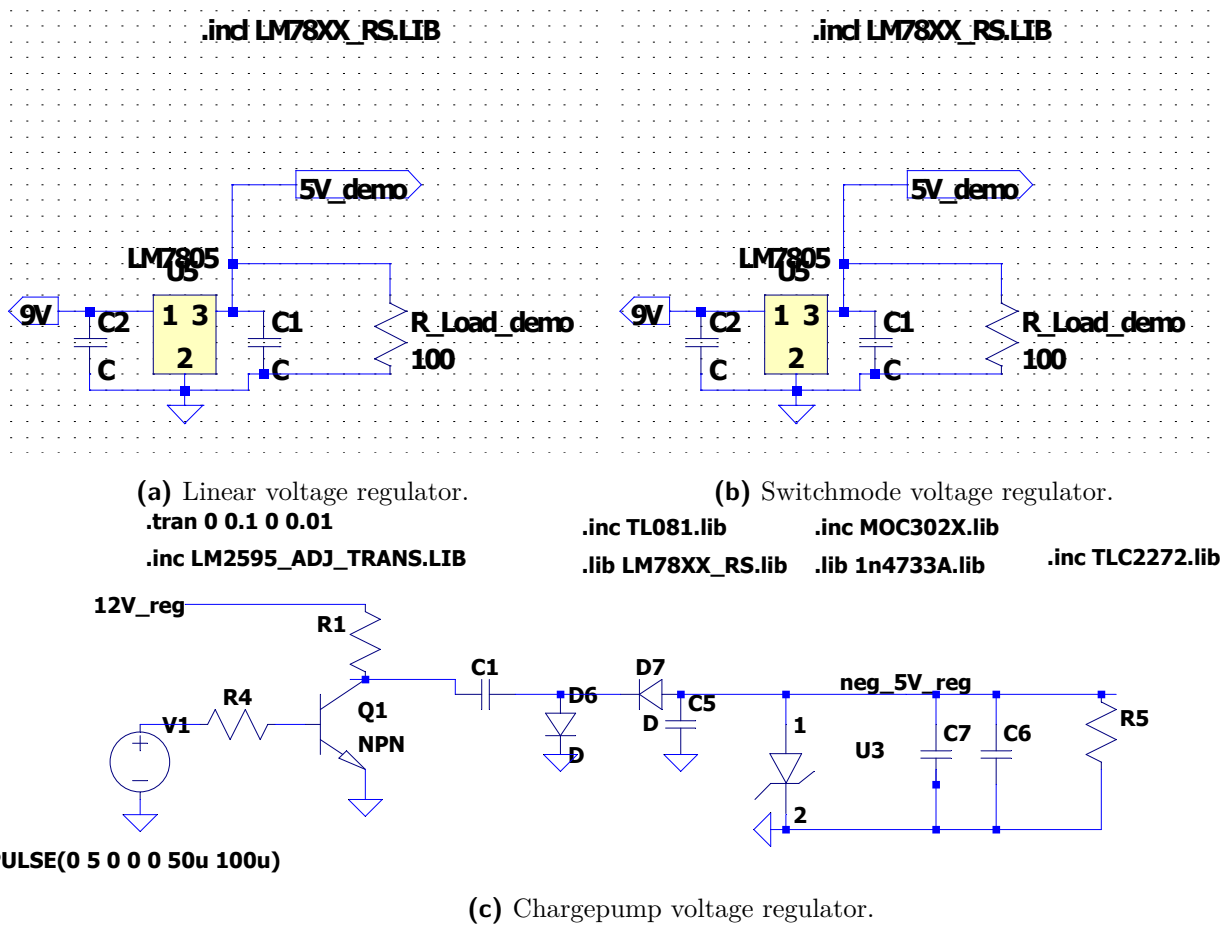 .incl LM78XX_RS.LIB
5V_demo
LM7805
U5
9V
C2
1 3
C1
R_Load_demo
C
2
C
100
.incl LM78XX_RS.LIB
5V_demo
LM7805
U5
9V
C2
1 3
C1
R_Load_demo
C
2
C
100
(a) Linear voltage regulator.
(b) Switchmode voltage regulator.
.tran 0 0.1 0 0.01
.inc LM2595_ADJ_TRANS.LIB
.inc TL081.lib
.inc MOC302X.lib
.lib LM78XX_RS.lib
.lib 1n4733A.lib
.inc TLC2272.lib
12V_reg
R1
C1
D7
neg_5V_reg
R4
D6
C5
V1
Q1
D
1
R5
NPN
D
U3
C7
C6
2
PULSE(0 5 0 0 0 50u 100u)
(c) Chargepump voltage regulator.